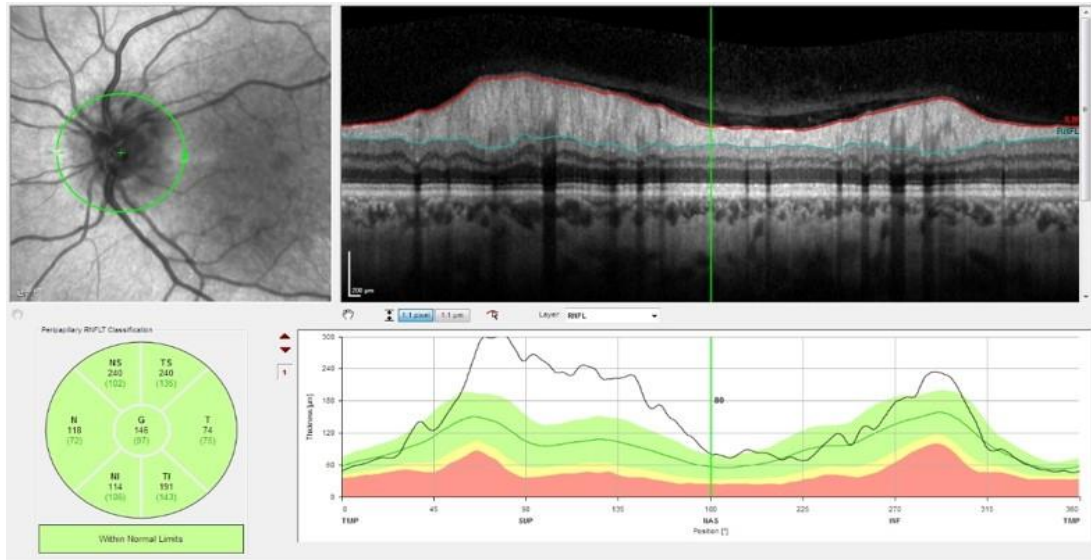 ILM
RNFL
200 µm
200 µm
1:1 pixel
1:1 µm
Layer:
RNFL
Peripapillary RNFLT Classification
NS
240
(102)
TS
240
(135)
N
118
(72)
G
146
(97)
T
74
(75)
NI
114
(106)
TI
191
(143)
Within Normal Limits
1
Thickness [µm]
300
240
180
120
60
0
80
0
45
90
135
180
225
270
315
360
TMP
SUP
NAS
INF
TMP
Position [°]